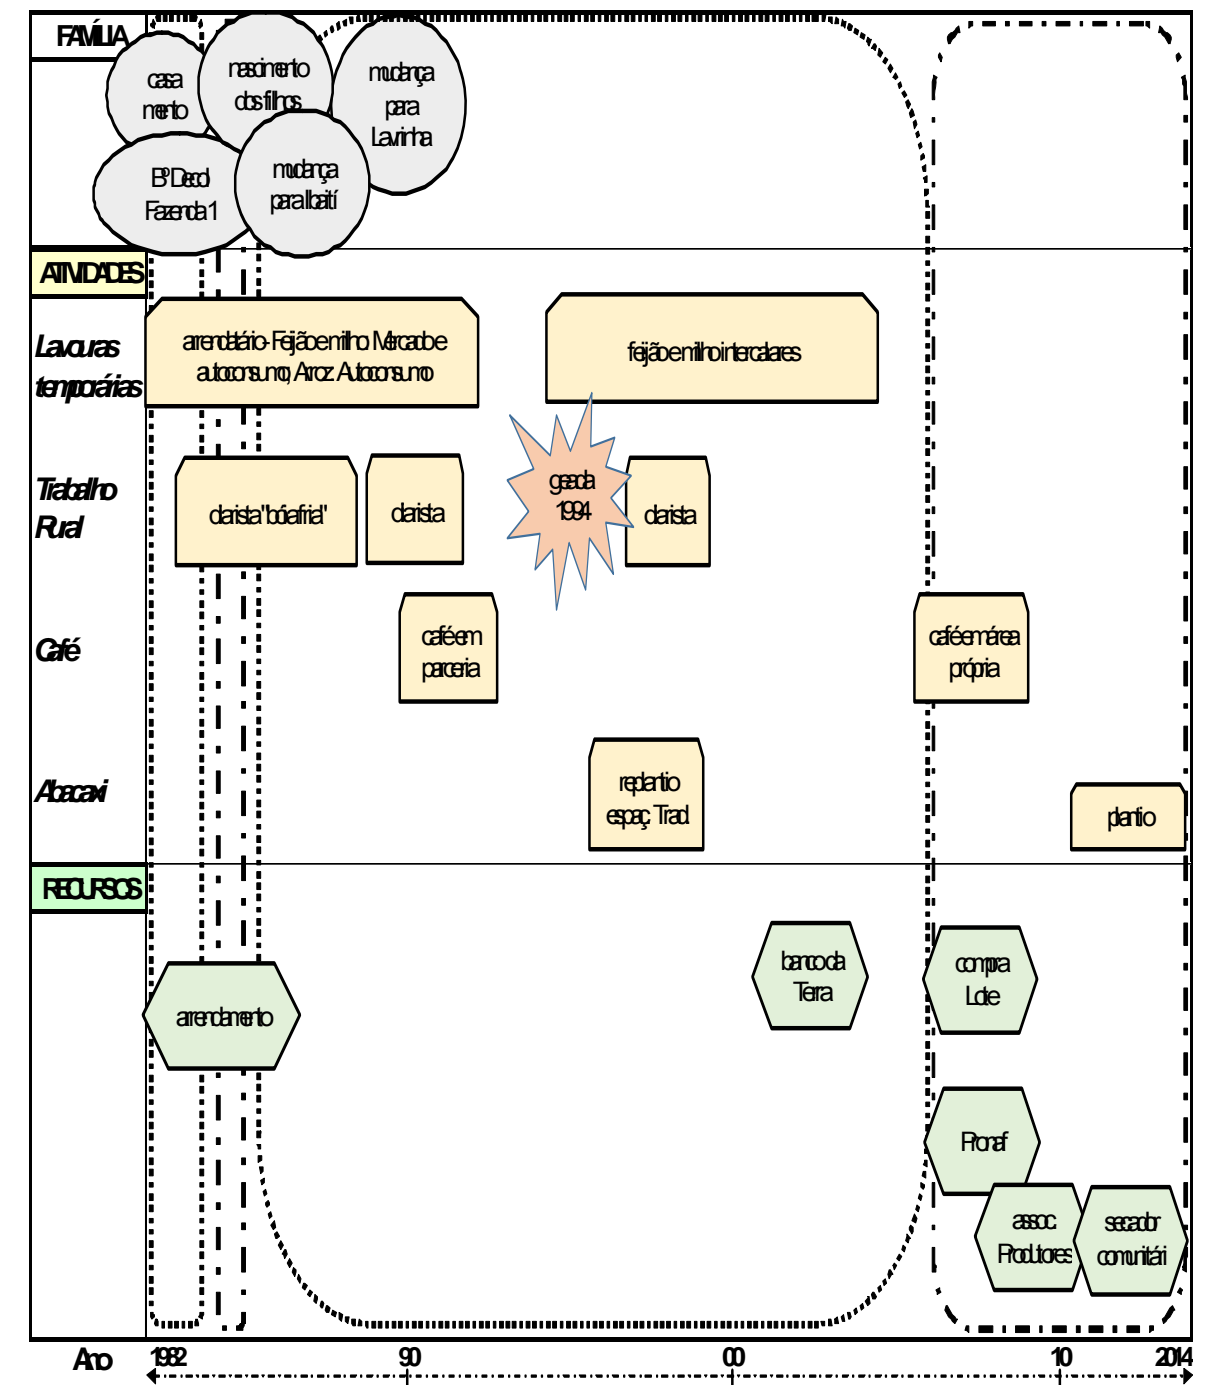 FAMÍLIA
casa
mento
nascimento
dos filhos
mudança
para
Lavrinha
Bº Decol
Fazenda 1
mudança
para Ibaití
ATIVIDADES
Lavouras
temporárias
arrendatário- Feijão e milho: Mercado e
autoconsumo; Arroz: Autoconsumo
feijão e milho intercalares
Trabalho
Rural
diarista "bóia fria"
diarista
geada
1994
diarista
Café
café em
parceria
café em área
própria
Abacaxi
replantio
espaç. Trad.
plantio
RECURSOS
arrendamento
banco da
Terra
compra
Lote
Pronaf
assoc.
Produtores
secador
comunitári
Ano
1982
90
00
10
2014